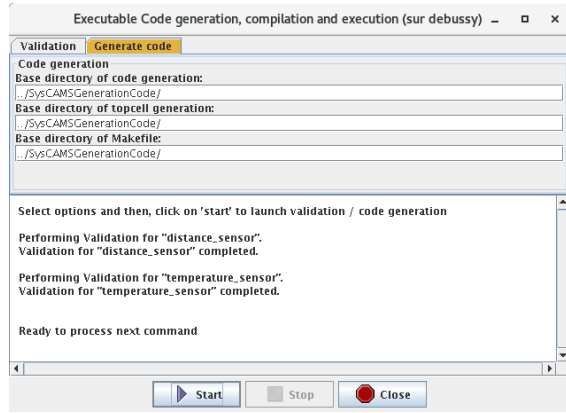 Executable Code generation, compilation and execution (sur debussy)
Validation Generate code
Code generation
Base directory of code generation:
../SysCAMSGenerationCode/
Base directory of topcell generation:
../SysCAMSGenerationCode/
Base directory of Makefile:
../SysCAMSGenerationCode/
Select options and then, click on 'start' to launch validation / code generation
Performing Validation for "distance_sensor".
Validation for "distance_sensor" completed.
Performing Validation for "temperature_sensor".
Validation for "temperature_sensor" completed.
Ready to process next command
Start Stop Close